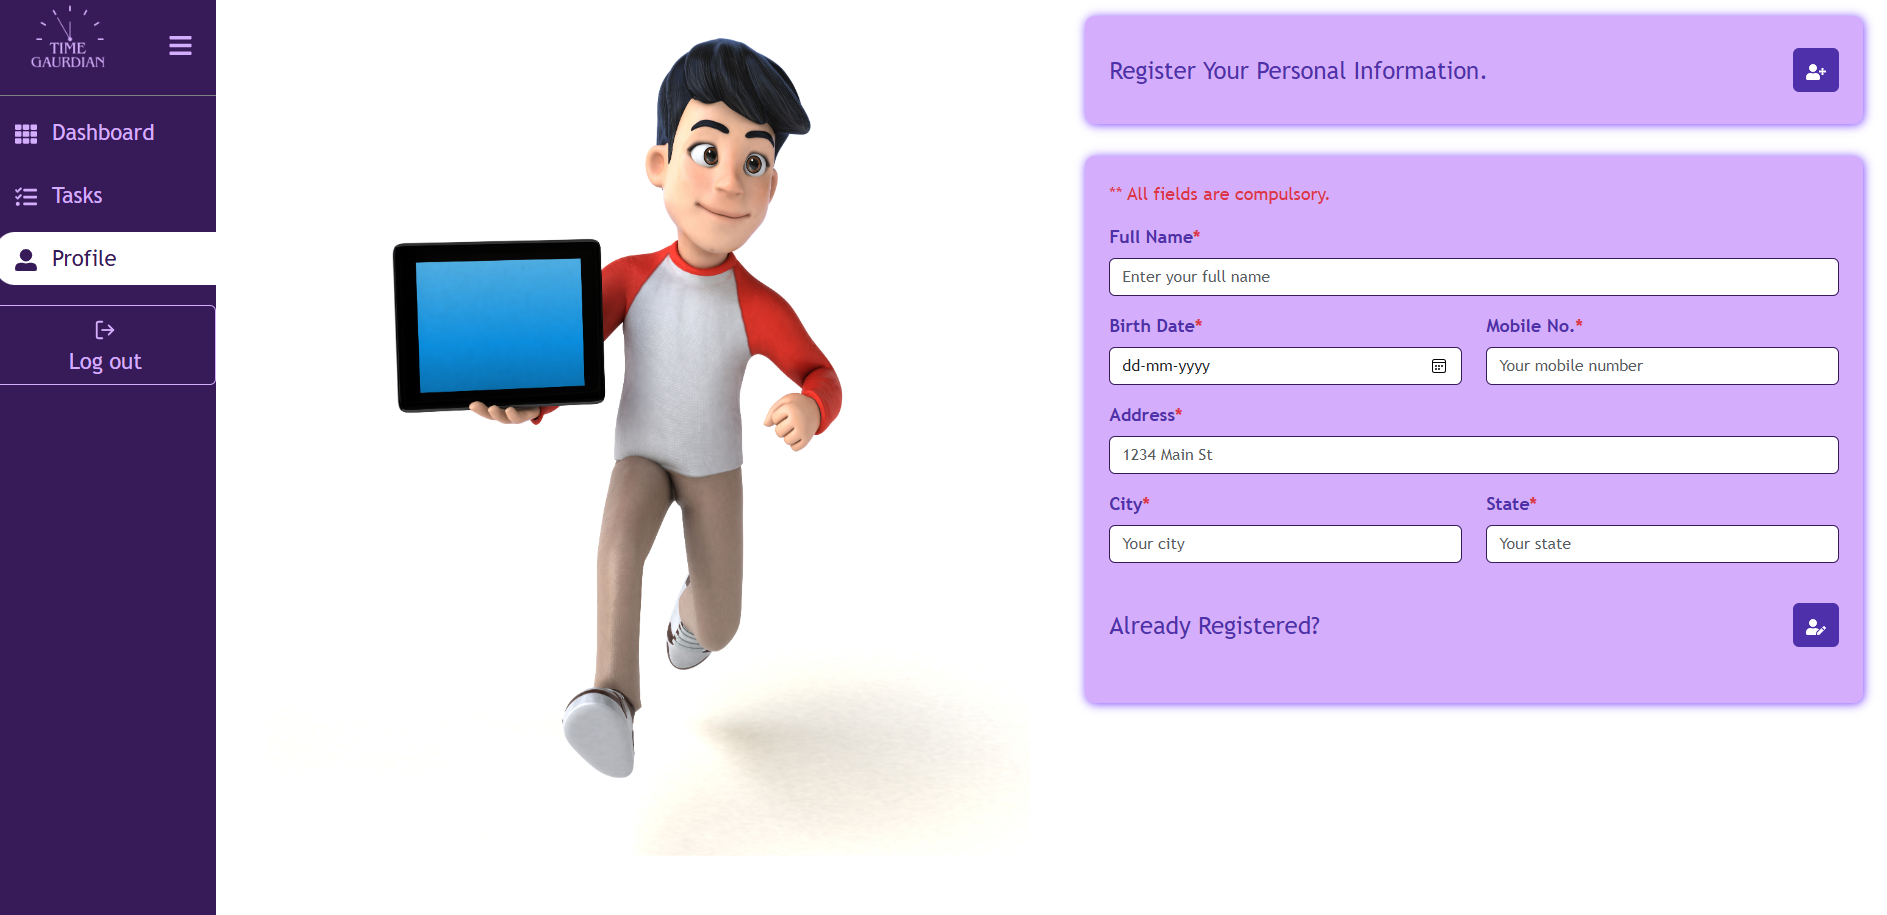 TIME
GAURDIAN
Dashboard
Tasks
Profile
Log out
Register Your Personal Information.
** All fields are compulsory.
Full Name*
Enter your full name
Birth Date*
Mobile No.*
dd-mm-yyyy
Your mobile number
Address*
1234 Main St
City*
State*
Your city
Your state
Already Registered?